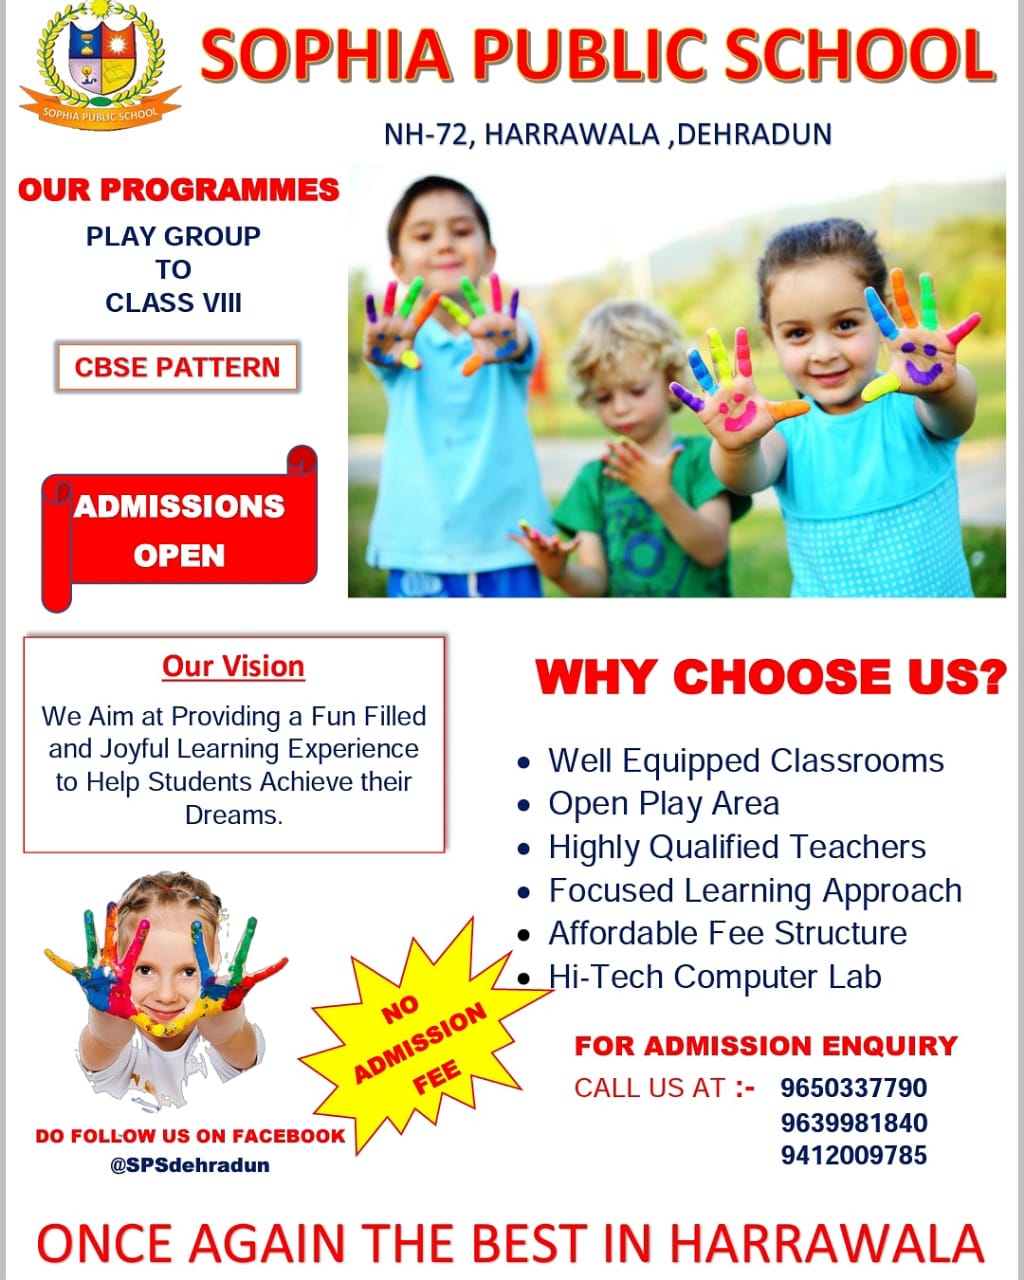 SOPHIA PUBLIC SCHOOL
SOPHIA PUBLIC SCHOOL
NH-72, HARRAWALA ,DEHRADUN
OUR PROGRAMMES
PLAY GROUP
TO
CLASS VIII
CBSE PATTERN
ADMISSIONS
OPEN
Our Vision
We Aim at Providing a Fun Filled
and Joyful Learning Experience
to Help Students Achieve their
Dreams.
WHY CHOOSE US?
• Well Equipped Classrooms
• Open Play Area
• Highly Qualified Teachers
• Focused Learning Approach
• Affordable Fee Structure
• Hi-Tech Computer Lab
NO
ADMISSION
FEE
FOR ADMISSION ENQUIRY
CALL US AT :- 9650337790
9639981840
9412009785
DO FOLLOW US ON FACEBOOK
@SPSdehradun
ONCE AGAIN THE BEST IN HARRAWALA